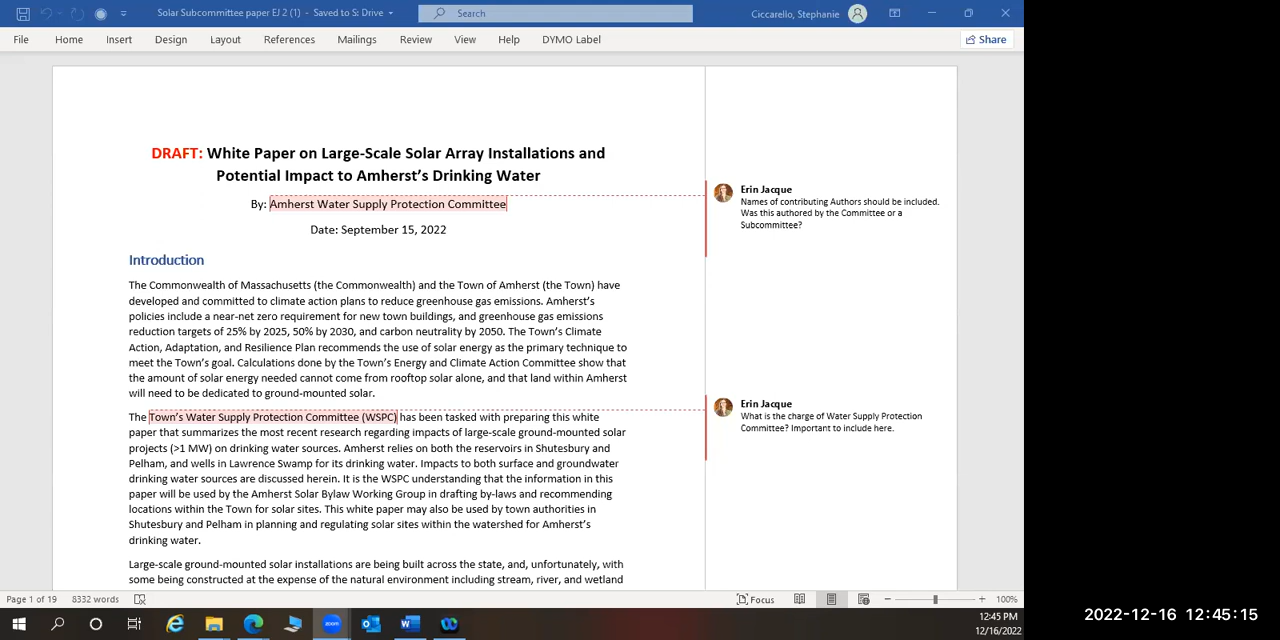 Solar Subcommittee paper EJ 2 (1) - Saved to S: Drive
Search
Ciccarello, Stephanie
File Home Insert Design Layout References Mailings Review View Help DYMO Label Share
DRAFT: White Paper on Large-Scale Solar Array Installations and
Potential Impact to Amherst's Drinking Water
By: Amherst Water Supply Protection Committee
Date: September 15, 2022
Erin Jacque
Names of contributing Authors should be included.
Was this authored by the Committee or a
Subcommittee?
Introduction
The Commonwealth of Massachusetts (the Commonwealth) and the Town of Amherst (the Town) have
developed and committed to climate action plans to reduce greenhouse gas emissions. Amherst's
policies include a near-net zero requirement for new town buildings, and greenhouse gas emissions
reduction targets of 25% by 2025, 50% by 2030, and carbon neutrality by 2050. The Town's Climate
Action, Adaptation, and Resilience Plan recommends the use of solar energy as the primary technique to
meet the Town's goal. Calculations done by the Town's Energy and Climate Action Committee show that
the amount of solar energy needed cannot come from rooftop solar alone, and that land within Amherst
will need to be dedicated to ground-mounted solar.
The Town's Water Supply Protection Committee (WSPC) has been tasked with preparing this white
paper that summarizes the most recent research regarding impacts of large-scale ground-mounted solar
projects (>1 MW) on drinking water sources. Amherst relies on both the reservoirs in Shutesbury and
Pelham, and wells in Lawrence Swamp for its drinking water. Impacts to both surface and groundwater
drinking water sources are discussed herein. It is the WSPC understanding that the information in this
paper will be used by the Amherst Solar Bylaw Working Group in drafting by-laws and recommending
locations within the Town for solar sites. This white paper may also be used by town authorities in
Shutesbury and Pelham in planning and regulating solar sites within the watershed for Amherst's
drinking water.
Erin Jacque
What is the charge of Water Supply Protection
Committee? Important to include here.
Large-scale ground-mounted solar installations are being built across the state, and, unfortunately, with
some being constructed at the expense of the natural environment including stream, river, and wetland
Page 1 of 19 8332 words Focus 100%
zoom
12:45 PM
12/16/2022
2022-12-16 12:45:15